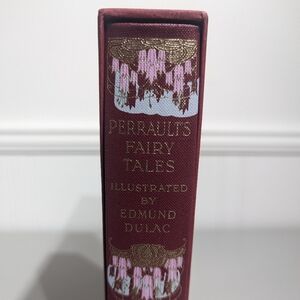 PERRAULT'S
FAIRY
TALES
ILLUSTRATED
BY
EDMUND
DULAC